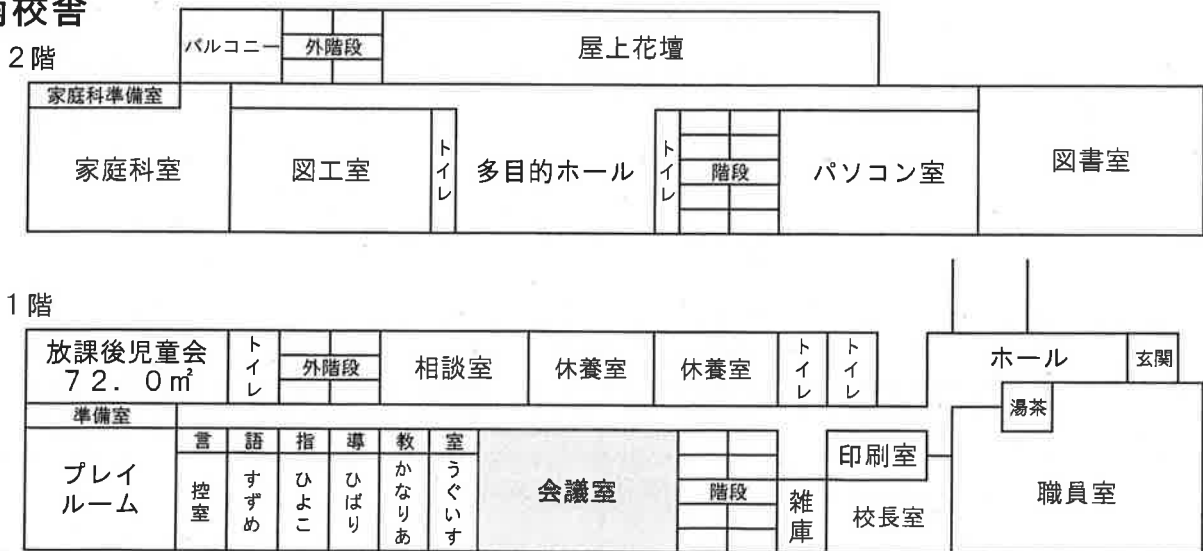 校舎
2階
バルコニー
外階段
屋上花壇
家庭科準備室
家庭科室
図工室
トイレ
多目的ホール
トイレ
階段
パソコン室
図書室
1階
放課後児童会
72.0㎡
トイレ
外階段
相談室
休養室
休養室
トイレ
トイレ
ホール
玄関
湯茶
準備室
プレイ
ルーム
言語指導教室
控室
すずめ
ひよこ
ひばり
かなりあ
うぐいす
会議室
階段
雑庫
印刷室
校長室
職員室